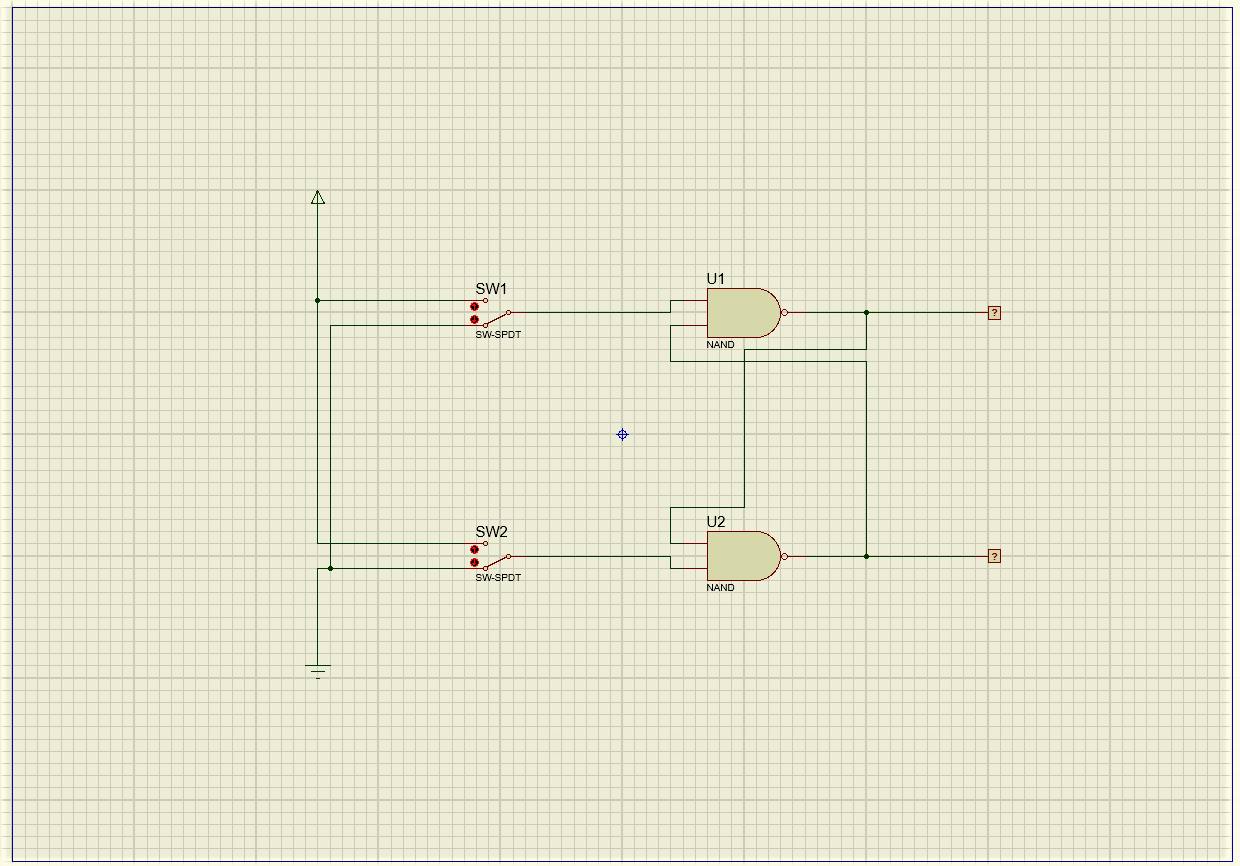 SW1
SW-SPDT
U1
NAND
?
SW2
SW-SPDT
U2
NAND
?